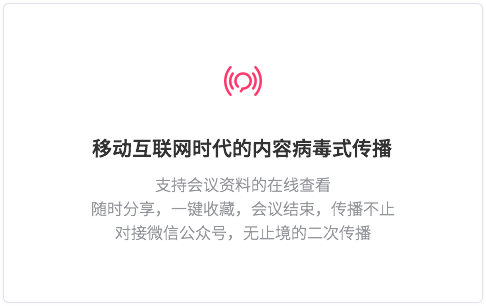 移动互联网时代的内容病毒式传播
支持会议资料的在线查看
随时分享，一键收藏，会议结束，传播不止
对接微信公众号，无止境的二次传播